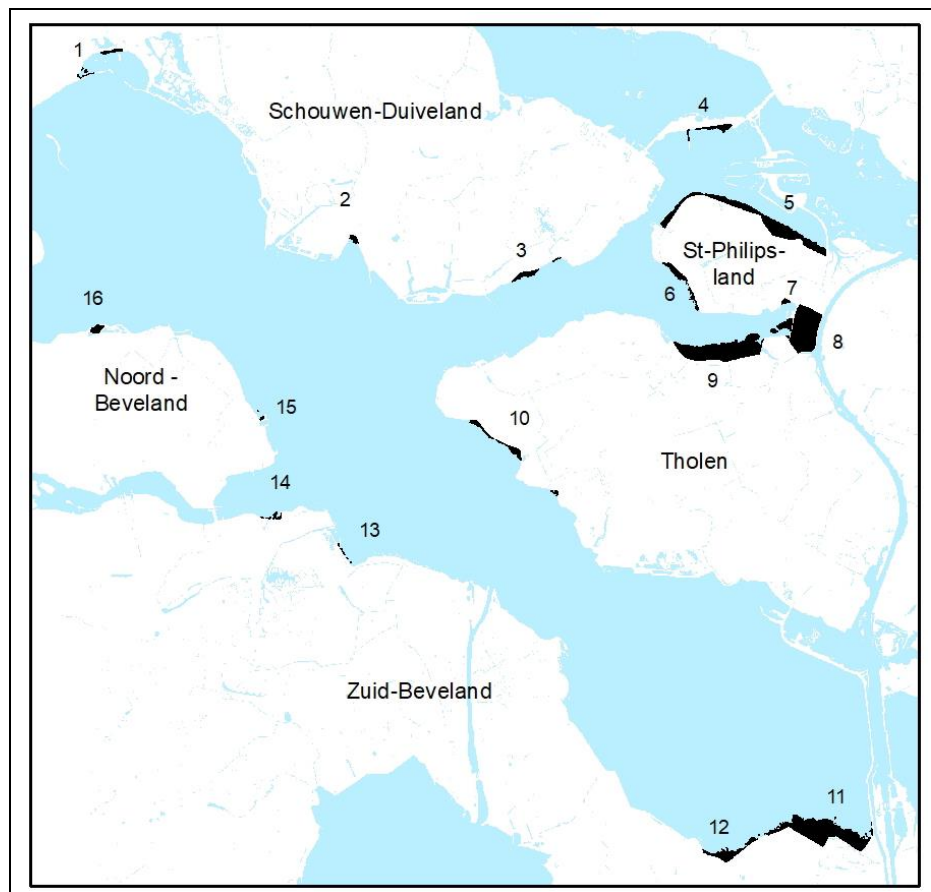 1
Schouwen-Duiveland
4
2
5
3
St-Philips-
land
6
7
16
8
9
Noord -
Beveland
15
10
Tholen
14
13
Zuid-Beveland
11
12